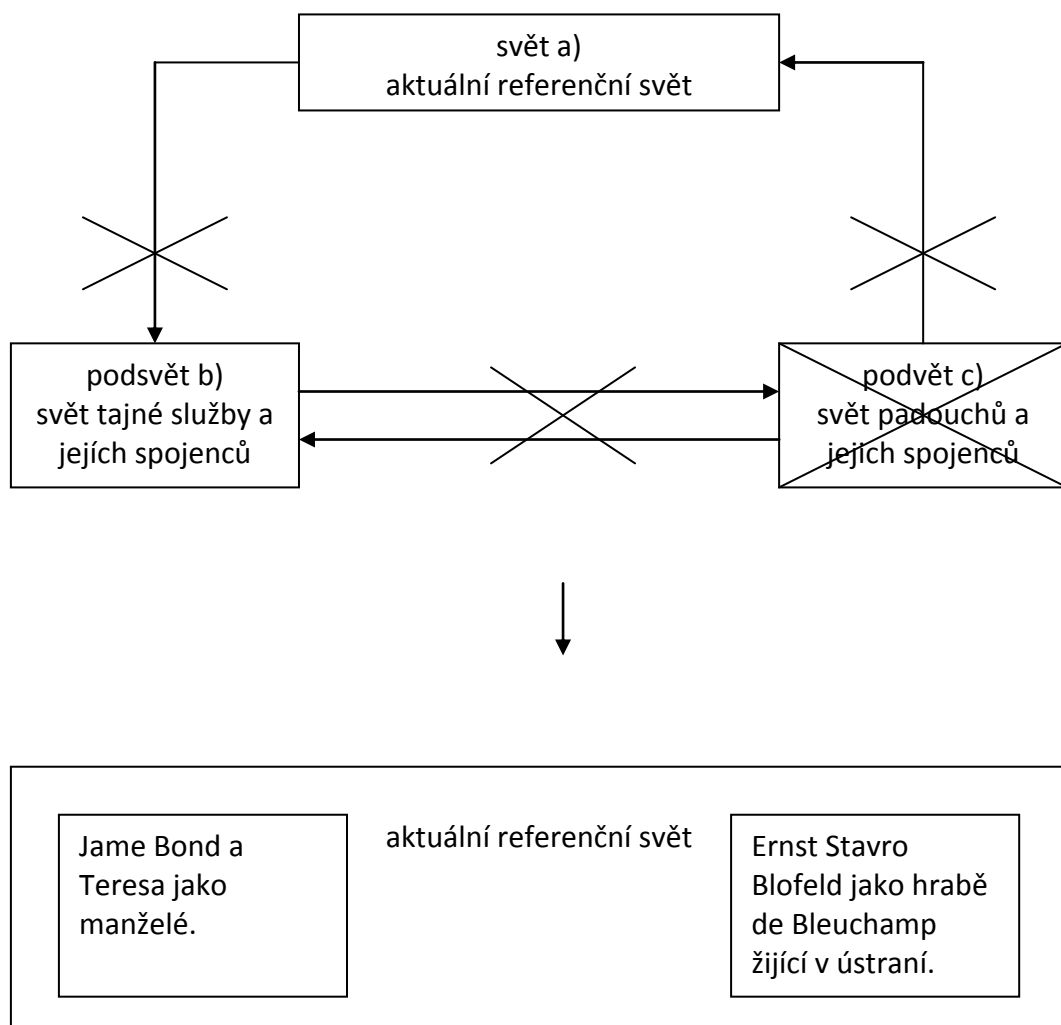 svět a)
aktuální referenční svět
podsvět b)
svět tajné služby a
jejích spojenců
podvět c)
svět padouchů a
jejich spojenců
Jame Bond a
Teresa jako
manželé.
aktuální referenční svět
Ernst Stavro
Blofeld jako hrabě
de Bleuchamp
žijící v ústraní.